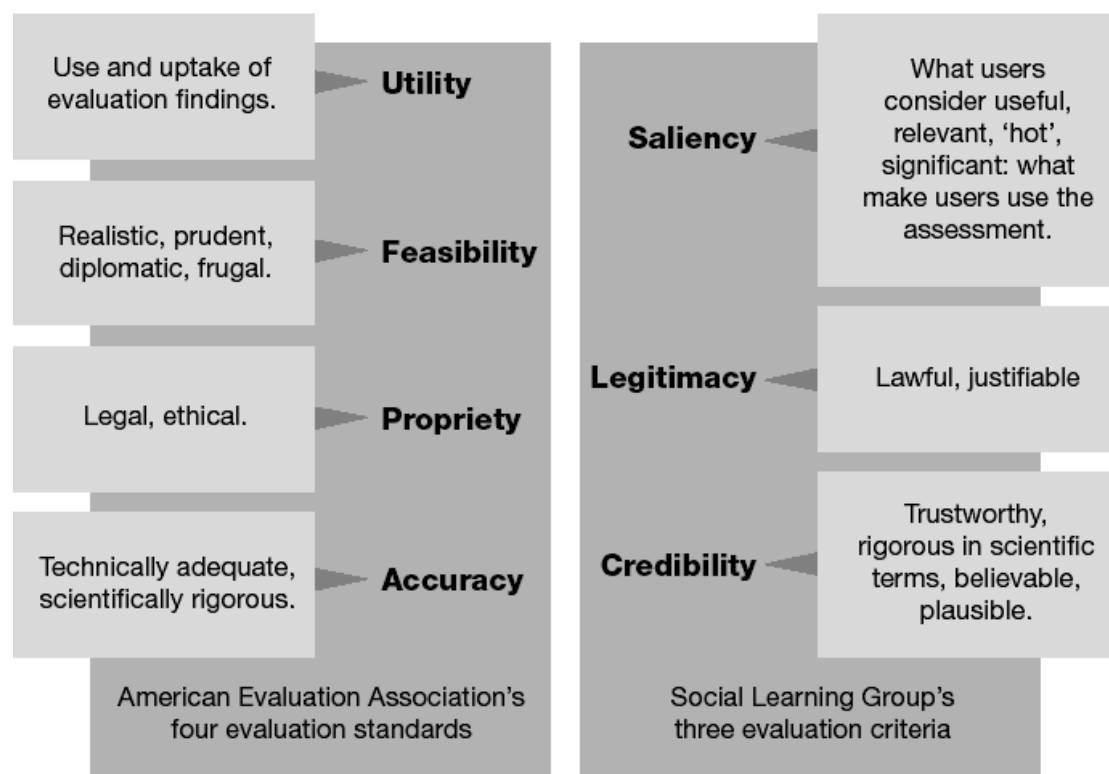 Use and uptake of
evaluation findings.
Utility
Realistic, prudent,
diplomatic, frugal.
Feasibility
Legal, ethical.
Propriety
Technically adequate,
scientifically rigorous.
Accuracy
American Evaluation Association’s
four evaluation standards
What users
consider useful,
relevant, ‘hot’,
significant: what
make users use the
assessment.
Saliency
Lawful, justifiable
Legitimacy
Trustworthy,
rigorous in scientific
terms, believable,
plausible.
Credibility
Social Learning Group’s
three evaluation criteria